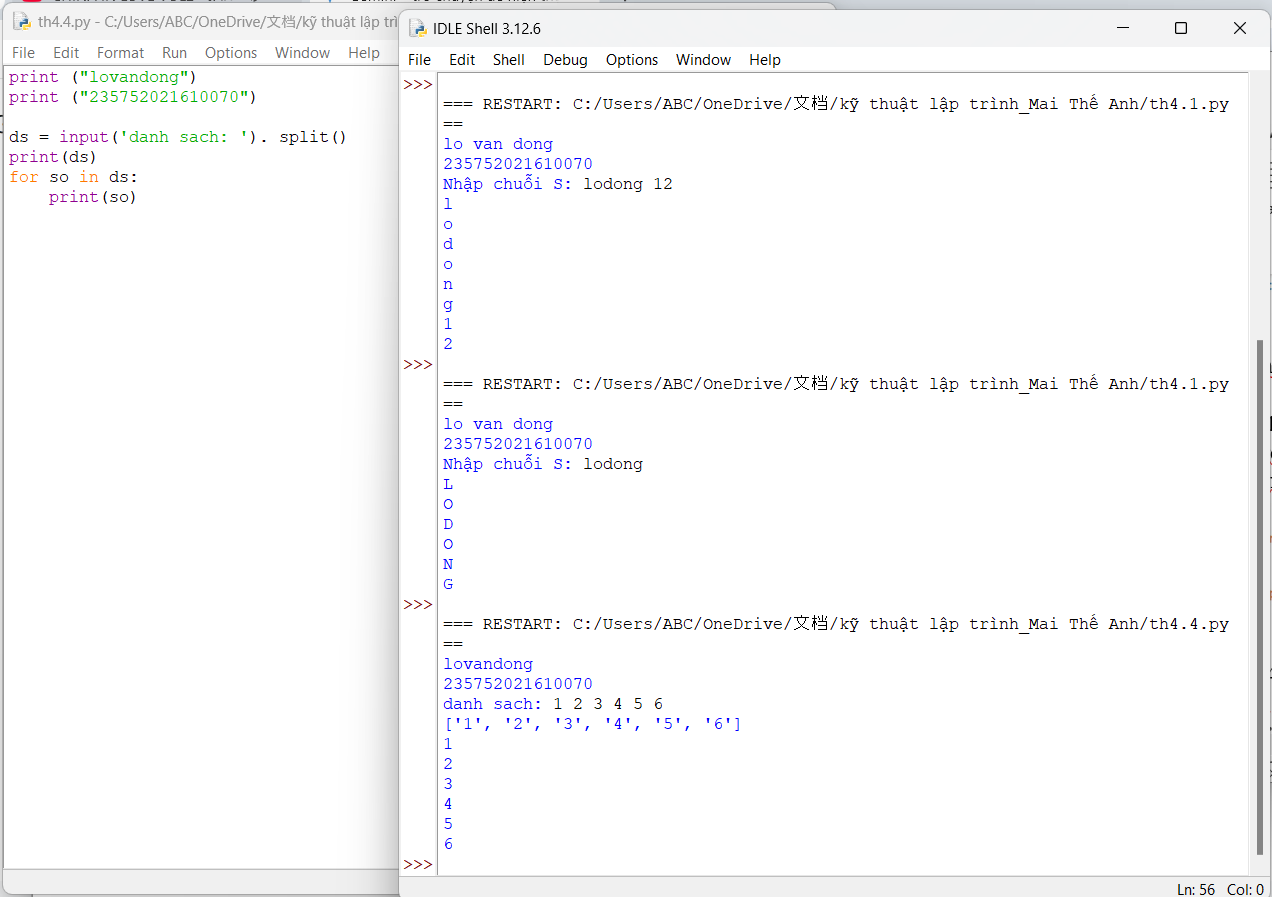 th4.4.py - C:/Users/ABC/OneDrive/文档/kỹ thuật lập trì
File Edit Format Run Options Window Help
print ("lovandong")
print ("235752021610070")
ds = input('danh sach: '). split()
print(ds)
for so in ds:
    print(so)
IDLE Shell 3.12.6
File Edit Shell Debug Options Window Help
>>>
=== RESTART: C:/Users/ABC/OneDrive/文档/kỹ thuật lập trình_Mai Thế Anh/th4.1.py
==
lo van dong
235752021610070
Nhập chuỗi S: lodong 12
l
o
d
o
n
g
1
2
>>>
=== RESTART: C:/Users/ABC/OneDrive/文档/kỹ thuật lập trình_Mai Thế Anh/th4.1.py
==
lo van dong
235752021610070
Nhập chuỗi S: lodong
L
O
D
O
N
G
>>>
=== RESTART: C:/Users/ABC/OneDrive/文档/kỹ thuật lập trình_Mai Thế Anh/th4.4.py
==
lovandong
235752021610070
danh sach: 1 2 3 4 5 6
['1', '2', '3', '4', '5', '6']
1
2
3
4
5
6
>>>
Ln: 56 Col: 0